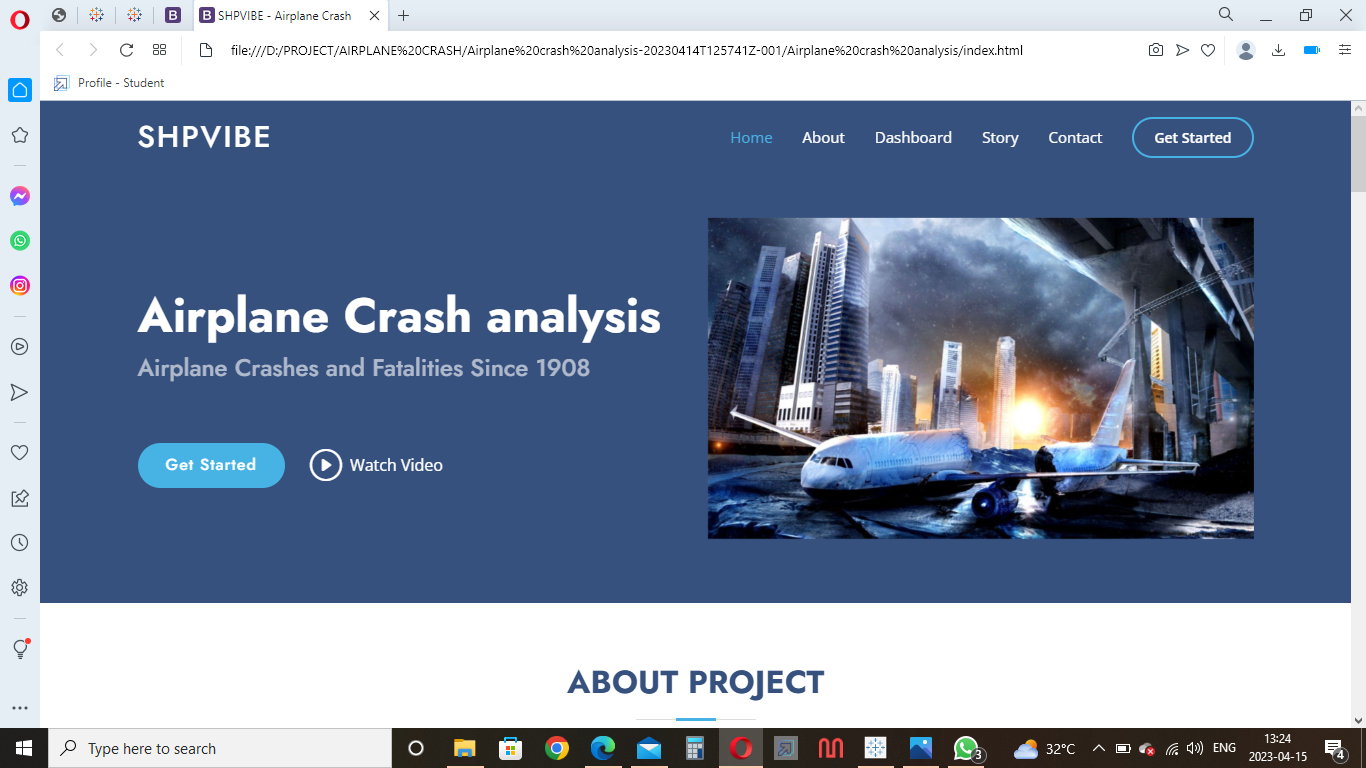 SHPVIBE - Airplane Crash
file:///D:/PROJECT/AIRPLANE%20CRASH/Airplane%20crash%20analysis-20230414T125741Z-001/Airplane%20crash%20analysis/index.html
Profile - Student
SHPVIBE
Home About Dashboard Story Contact Get Started
Airplane Crash analysis
Airplane Crashes and Fatalities Since 1908
Get Started Watch Video
ABOUT PROJECT
Type here to search
3
32°C
ENG
13:24
2023-04-15
4